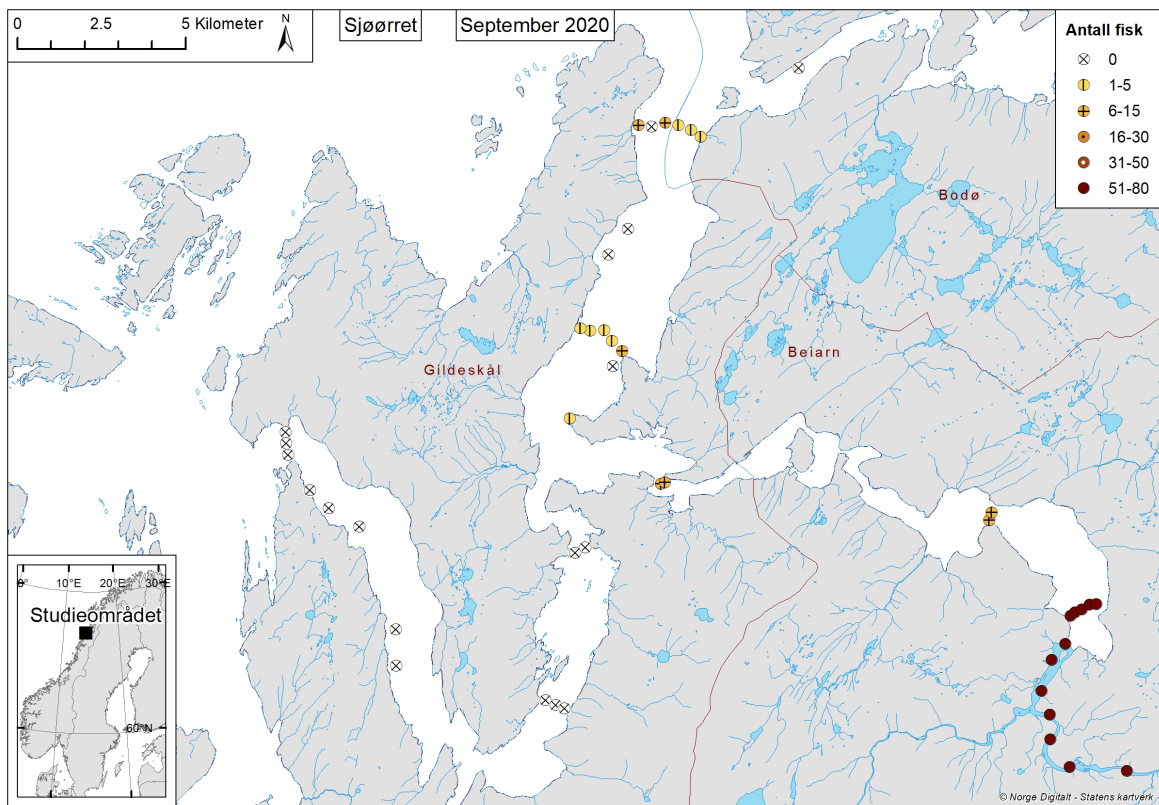 0 2.5 5 Kilometer
N
Sjøørret
September 2020
Antall fisk
0
1-5
6-15
16-30
31-50
51-80
Bodø
Beiarn
Gildeskål
0° 10°E 20°E 30°E
Studieområdet
60°N
© Norge Digitalt - Statens kartverk